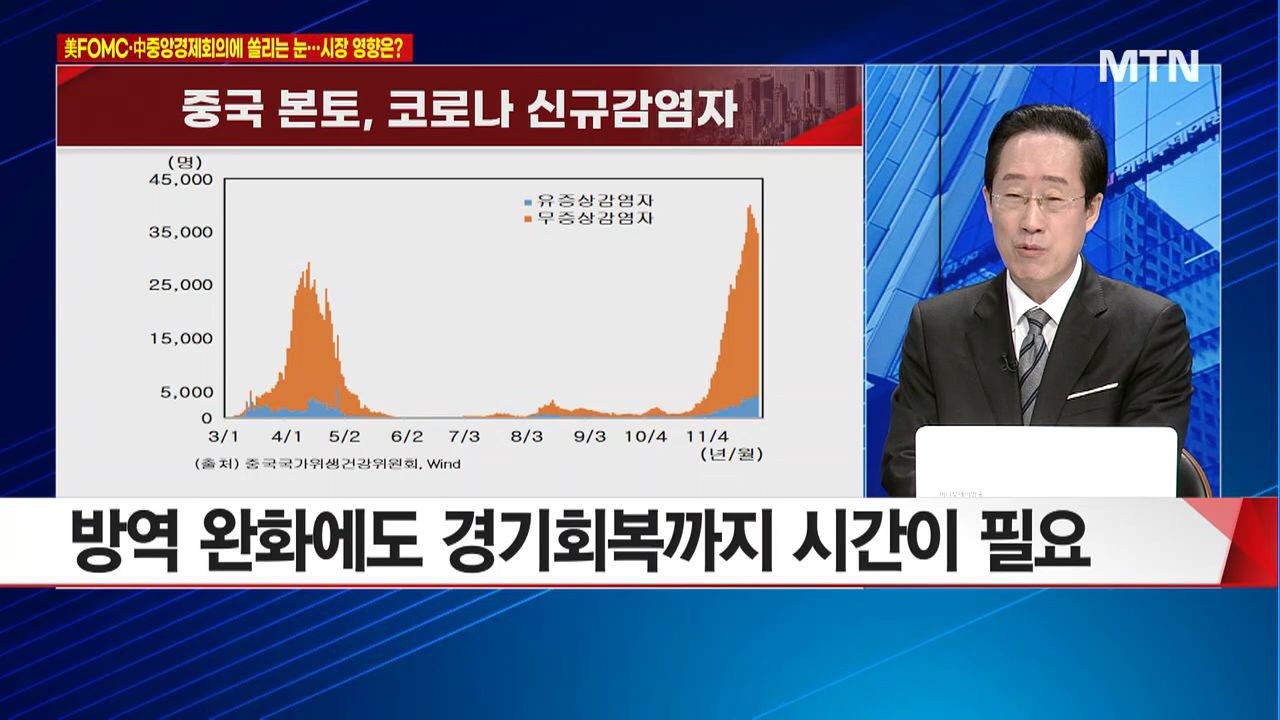 美FOMC·中중앙경제회의에 쏠리는 눈…시장 영향은?
MTN
중국 본토, 코로나 신규감염자
(명)
45,000
35,000
25,000
15,000
5,000
0
유증상감염자
무증상감염자
3/1 4/1 5/2 6/2 7/3 8/3 9/3 10/4 11/4
(년/월)
(출처) 중국국가위생건강위원회, Wind
방역 완화에도 경기회복까지 시간이 필요